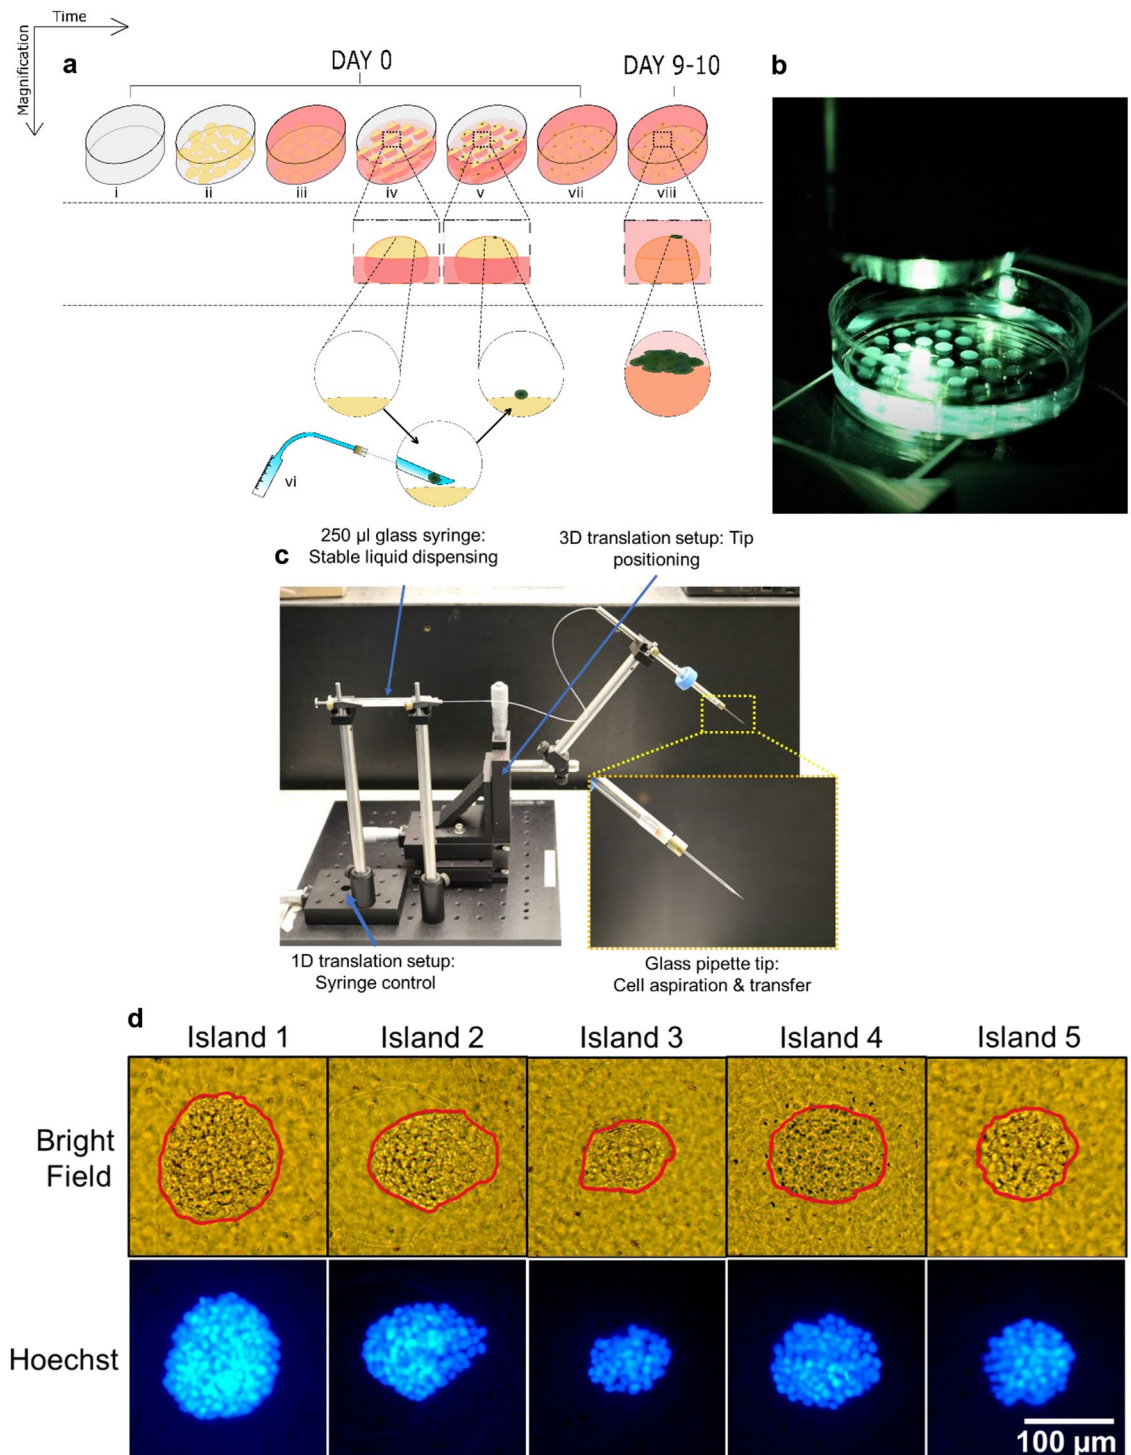 Time
Magnification
a
DAY 0
DAY 9-10
b
i
ii
iii
iv
v
vii
viii
vi
c
250 µl glass syringe:
Stable liquid dispensing
3D translation setup: Tip
positioning
1D translation setup:
Syringe control
Glass pipette tip:
Cell aspiration & transfer
d
Island 1
Island 2
Island 3
Island 4
Island 5
Bright
Field
Hoechst
100 µm